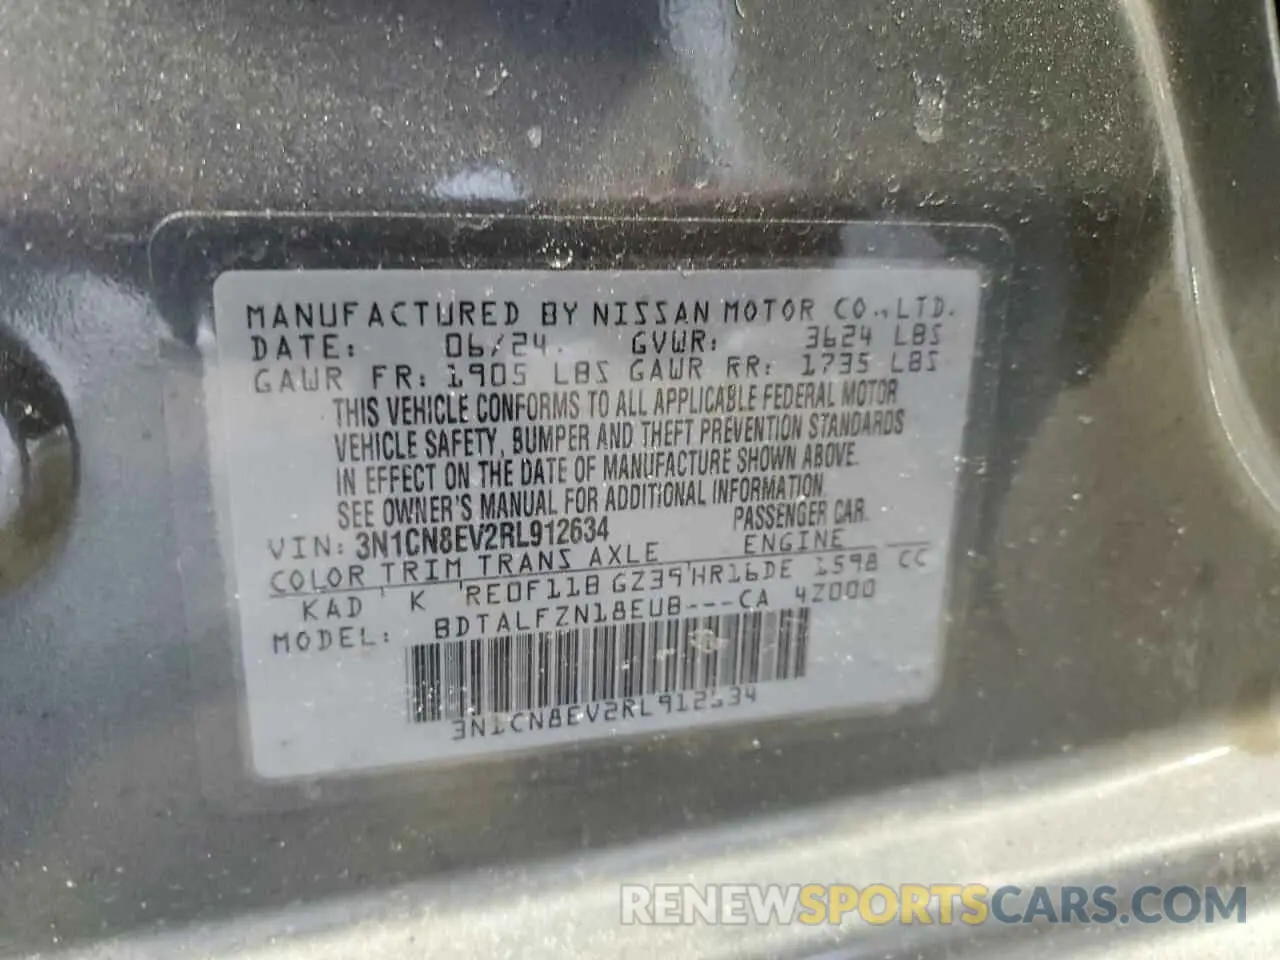 MANUFACTURED BY NISSAN MOTOR CO., LTD.
DATE: 06/24. GVWR: 3624 LBS
GAWR FR: 1905 LBS GAWR RR: 1735 LBS
THIS VEHICLE CONFORMS TO ALL APPLICABLE FEDERAL MOTOR
VEHICLE SAFETY, BUMPER AND THEFT PREVENTION STANDARDS
IN EFFECT ON THE DATE OF MANUFACTURE SHOWN ABOVE.
SEE OWNER'S MANUAL FOR ADDITIONAL INFORMATION.
VIN: 3N1CN8EV2RL912634 PASSENGER CAR.
COLOR TRIM TRANS AXLE ENGINE
KAD K RE0F11B GZ39 HR16DE 1598 CC
MODEL: BDTALFZN18EUB---CA 4Z000
3N1CN8EV2RL912634
RENEWSPORTSCARS.COM